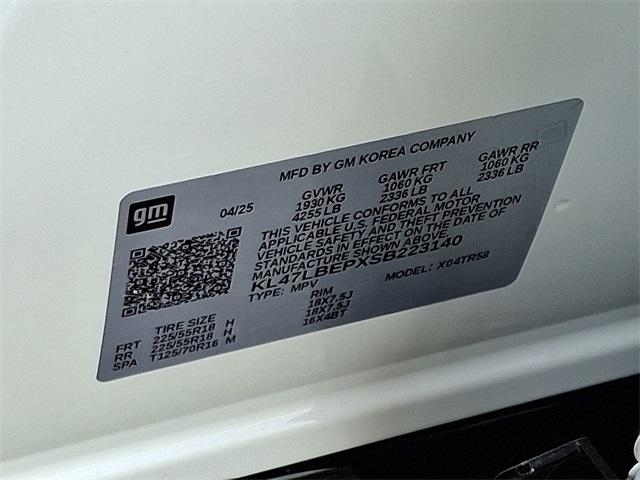 MFD BY GM KOREA COMPANY
gm 04/25 GVWR GAWR FRT GAWR RR
1930 KG 1060 KG 1060 KG
4255 LB 2336 LB 2336 LB
THIS VEHICLE CONFORMS TO ALL
APPLICABLE U.S. FEDERAL MOTOR
VEHICLE SAFETY AND THEFT PREVENTION
STANDARDS IN EFFECT ON THE DATE OF
MANUFACTURE SHOWN ABOVE
KL47LBEPXSB223140
TYPE: MPV MODEL: X04TR58
TIRE SIZE RIM
FRT 225/55R18 H 18X7.5J
RR 225/55R18 H 18X7.5J
SPA T125/70R16 M 16X4BT